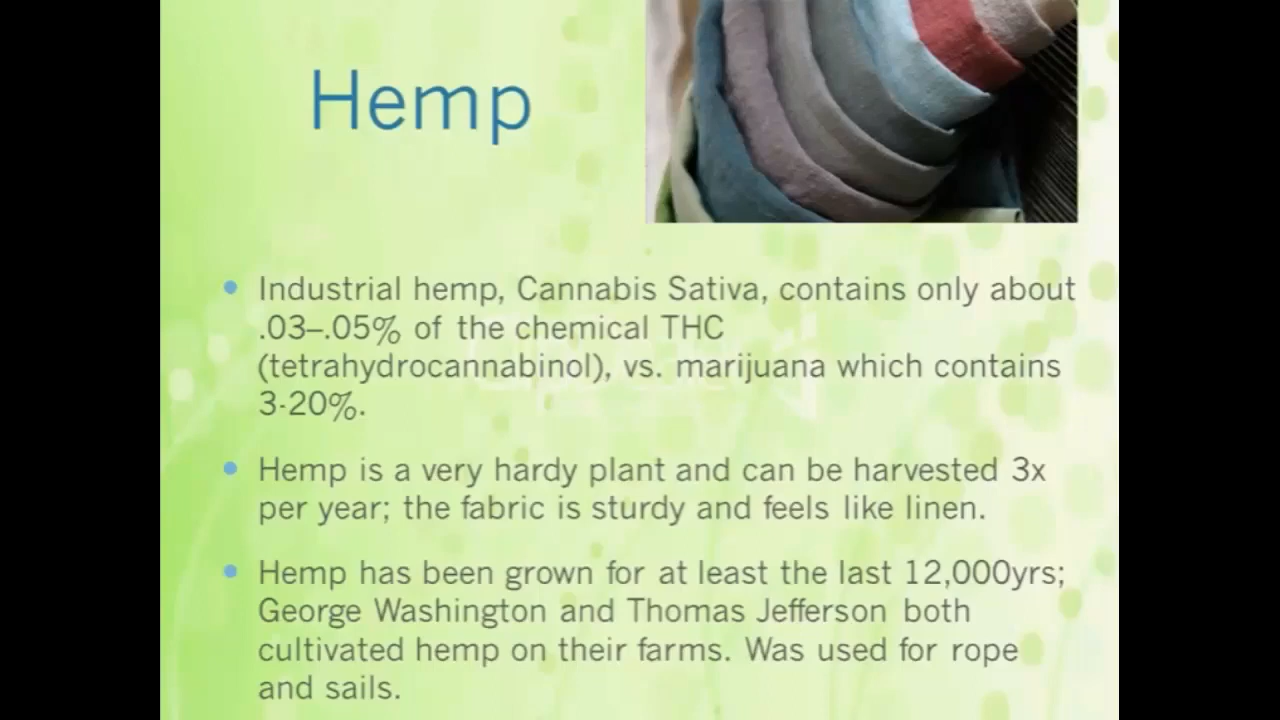 Hemp
• Industrial hemp, Cannabis Sativa, contains only about
.03–.05% of the chemical THC
(tetrahydrocannabinol), vs. marijuana which contains
3-20%.
• Hemp is a very hardy plant and can be harvested 3x
per year; the fabric is sturdy and feels like linen.
• Hemp has been grown for at least the last 12,000yrs;
George Washington and Thomas Jefferson both
cultivated hemp on their farms. Was used for rope
and sails.